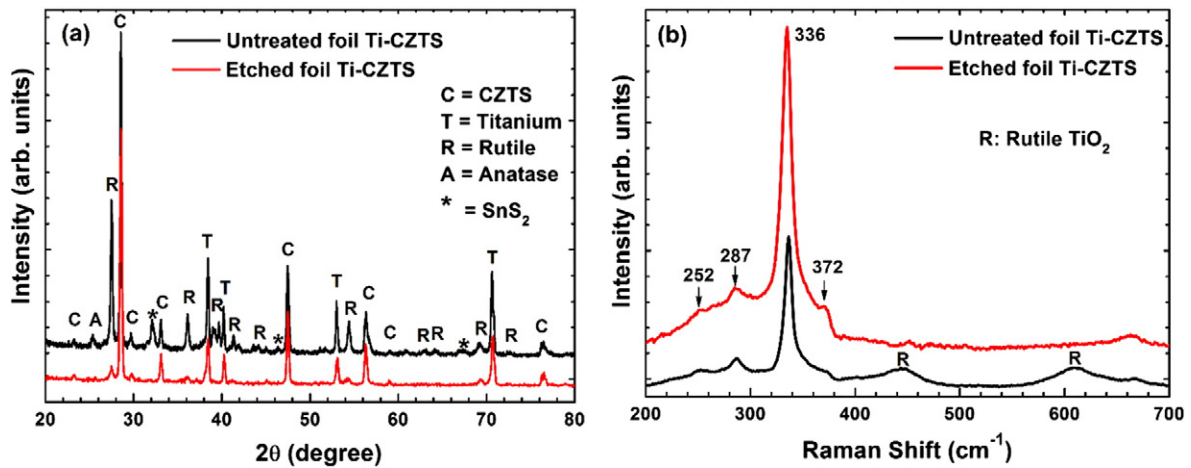 (a)
Untreated foil Ti-CZTS
Etched foil Ti-CZTS
C = CZTS
T = Titanium
R = Rutile
A = Anatase
* = SnS₂
C
R
C
A
C
*
C
R
T
R
T
R
R
*
C
T
R
C
C
R
R
*
R
T
R
C
Intensity (arb. units)
20 30 40 50 60 70 80
2θ (degree)
(b)
336
Untreated foil Ti-CZTS
Etched foil Ti-CZTS
R: Rutile TiO₂
252
287
372
R
R
Intensity (arb. units)
200 300 400 500 600 700
Raman Shift (cm⁻¹)